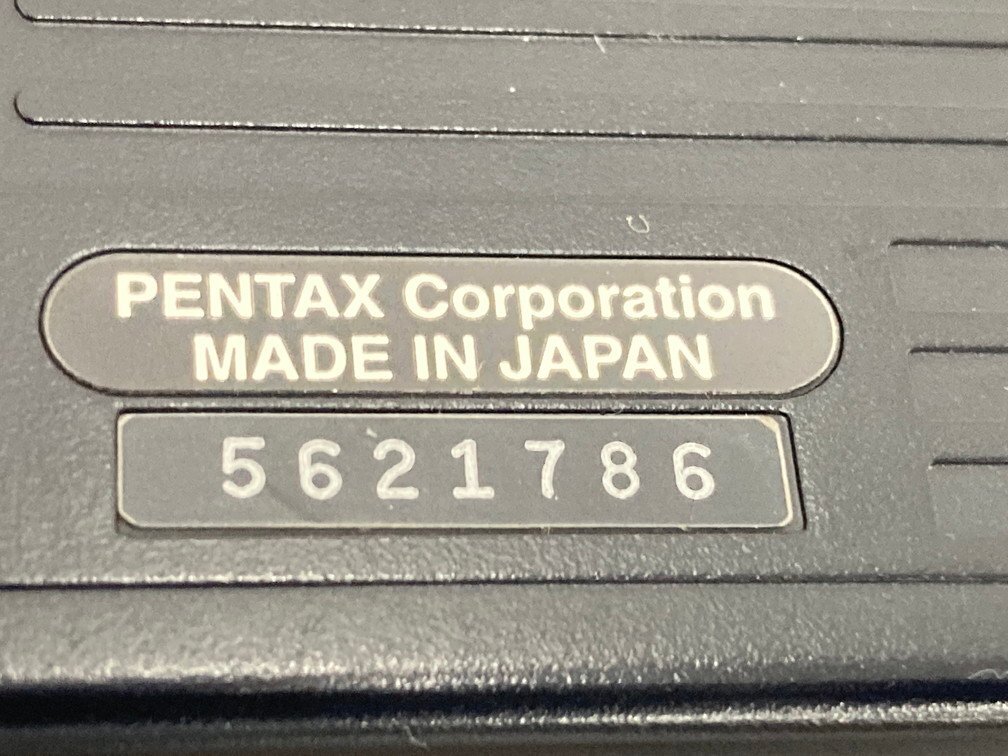 PENTAX Corporation
MADE IN JAPAN
5621786